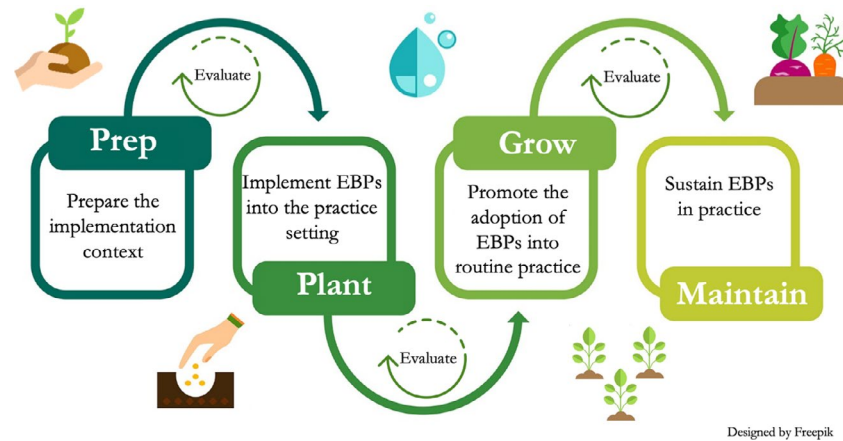 Evaluate
Evaluate
Prep
Prepare the
implementation
context
Implement EBPs
into the practice
setting
Plant
Evaluate
Grow
Promote the
adoption of
EBPs into
routine practice
Sustain EBPs
in practice
Maintain
Designed by Freepik